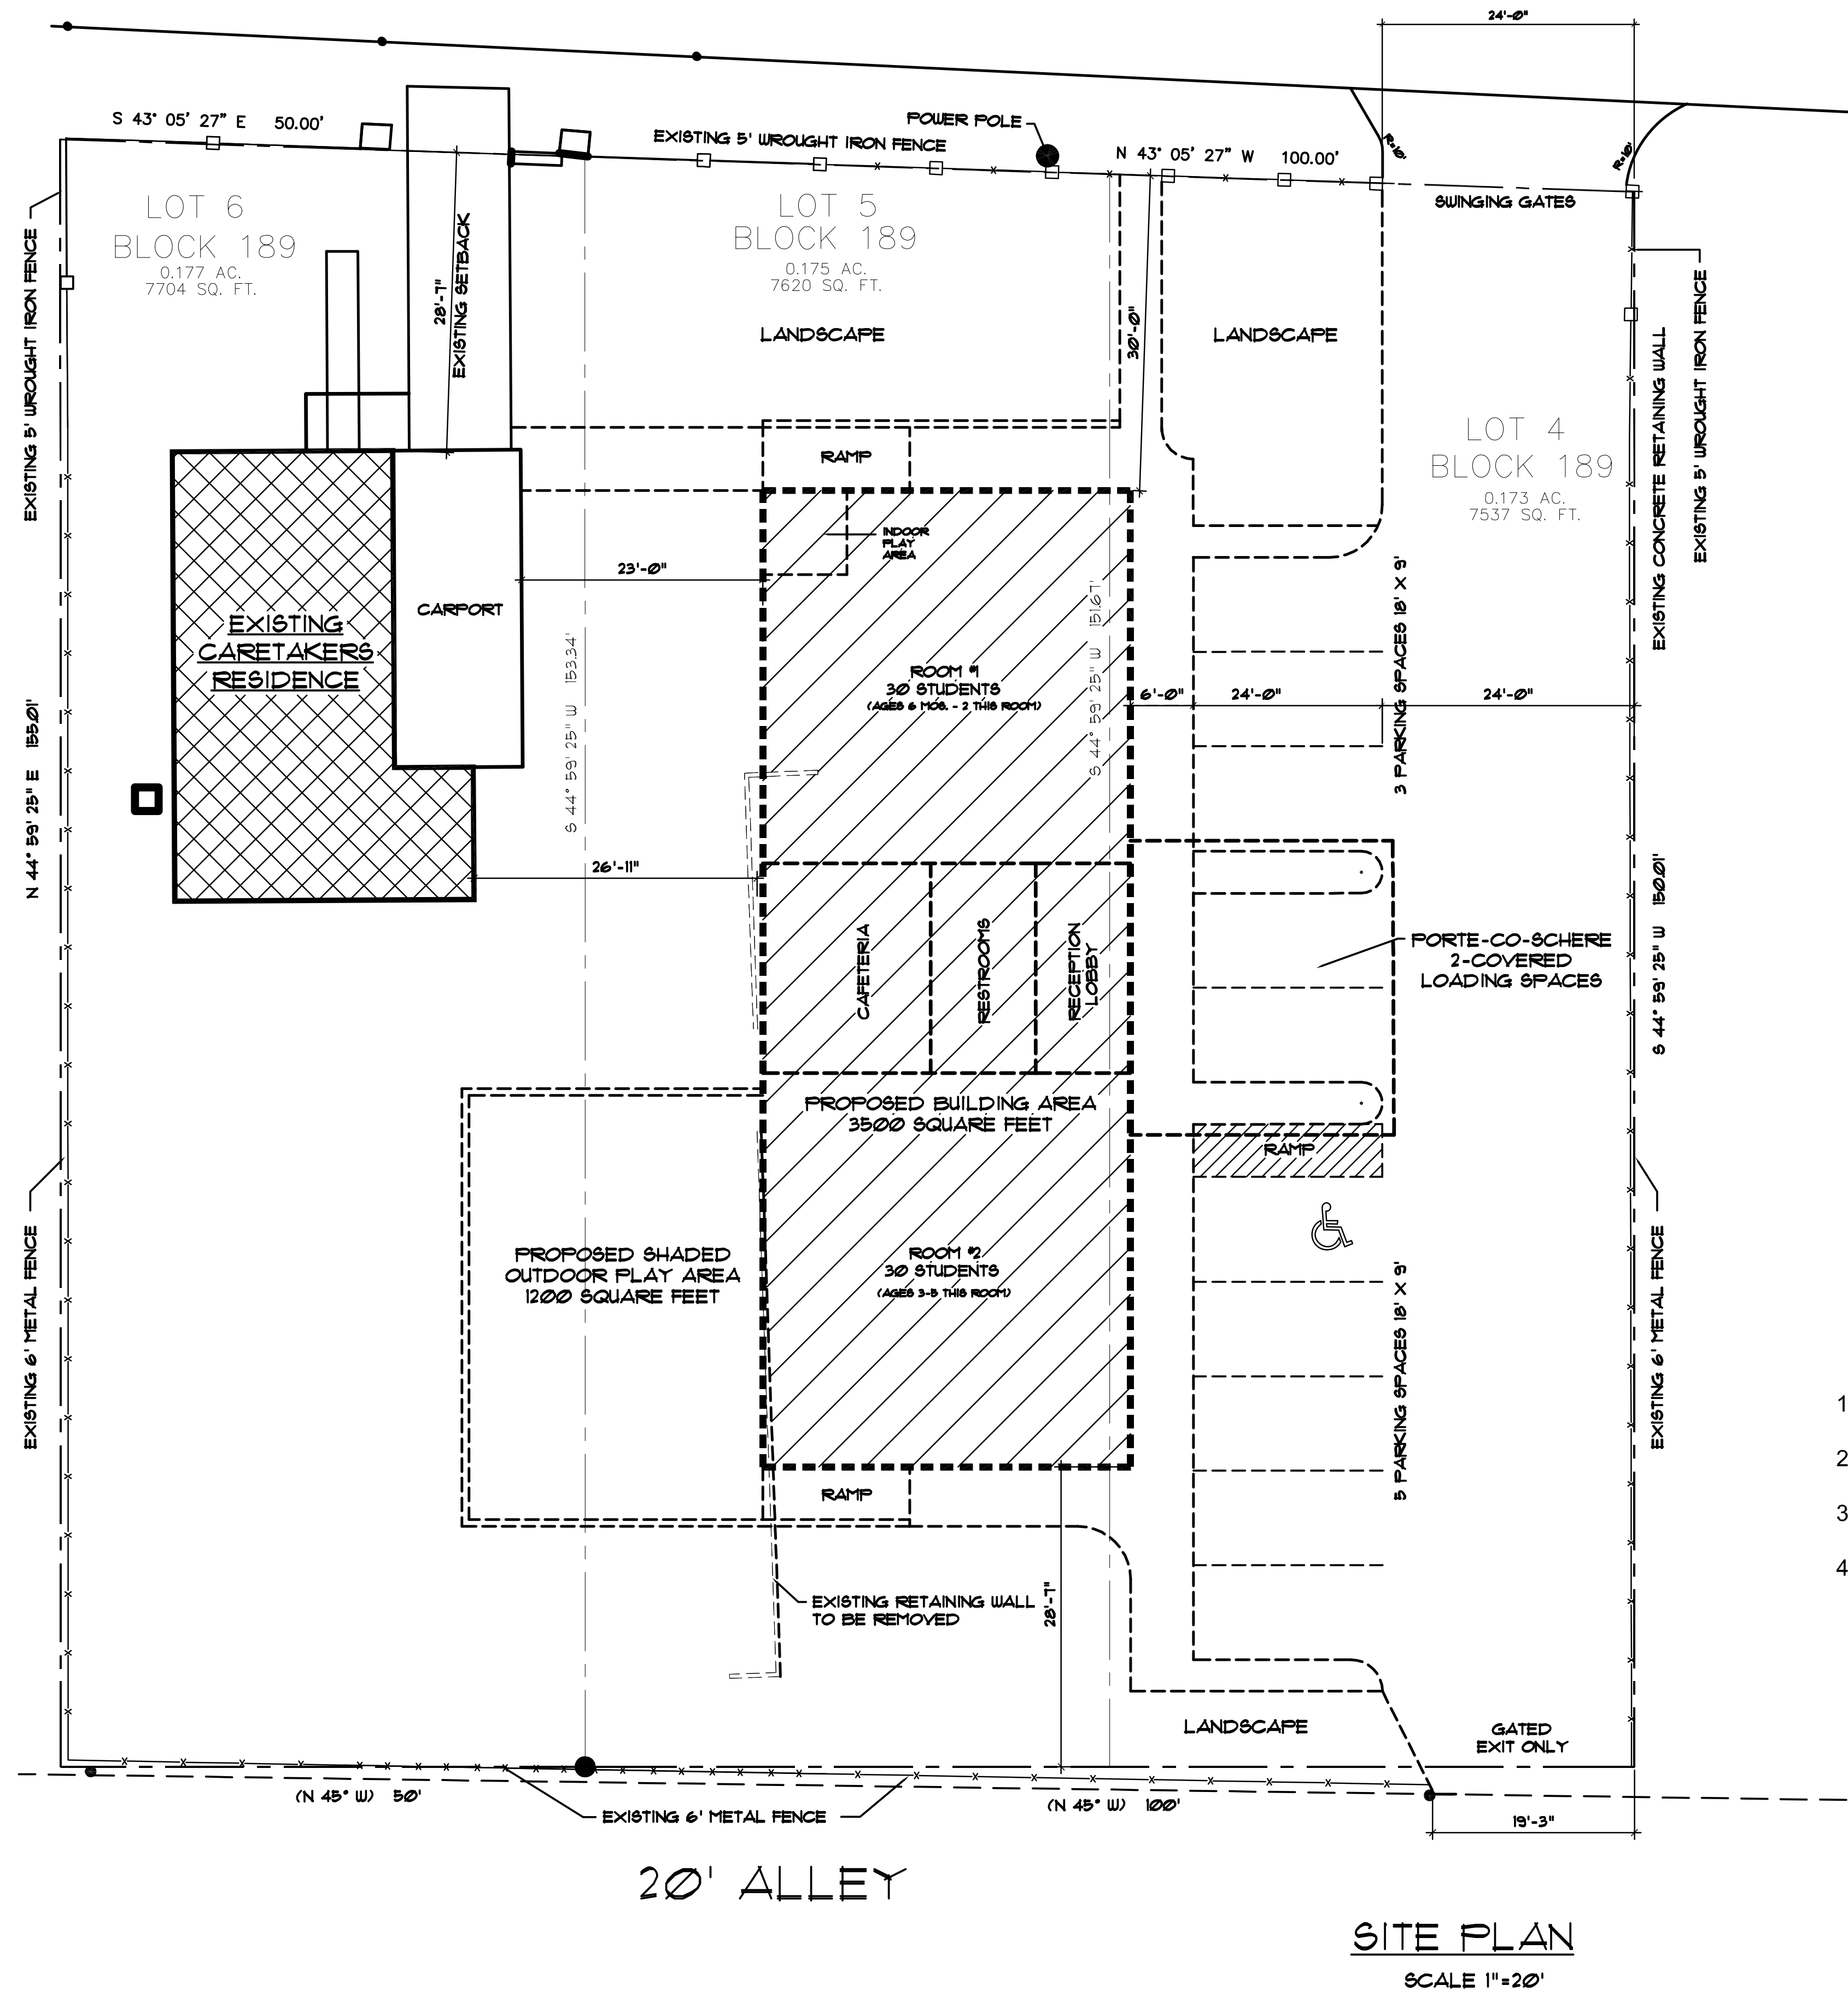 24'-0"
S 43° 05' 27" E 50.00'
EXISTING 5' WROUGHT IRON FENCE
POWER POLE
N 43° 05' 27" W 100.00'
R=10'
R=10'
SWINGING GATES
LOT 6
BLOCK 189
0.177 AC.
7704 SQ. FT.
LOT 5
BLOCK 189
0.175 AC.
7620 SQ. FT.
EXISTING 5' WROUGHT IRON FENCE
28'-7"
EXISTING SETBACK
LANDSCAPE
30'-0"
LANDSCAPE
EXISTING CONCRETE RETAINING WALL
EXISTING 5' WROUGHT IRON FENCE
LOT 4
BLOCK 189
0.173 AC.
7537 SQ. FT.
RAMP
INDOOR
PLAY
AREA
23'-0"
CARPORT
EXISTING
CARETAKERS
RESIDENCE
S 44° 59' 25" W 153.34'
S 44° 59' 25" W 151.67'
ROOM #1
30 STUDENTS
(AGES 6 MOS. - 2 THIS ROOM)
6'-0"
24'-0"
24'-0"
3 PARKING SPACES 18' X 9'
N 44° 59' 25" E 155.01'
26'-11"
CAFETERIA
RESTROOMS
RECEPTION
LOBBY
PORTE-CO-SCHERE
2-COVERED
LOADING SPACES
S 44° 59' 25" W 150.01'
PROPOSED BUILDING AREA
3500 SQUARE FEET
RAMP
EXISTING 6' METAL FENCE
PROPOSED SHADED
OUTDOOR PLAY AREA
1200 SQUARE FEET
ROOM #2
30 STUDENTS
(AGES 3-5 THIS ROOM)
5 PARKING SPACES 18' X 9'
EXISTING 6' METAL FENCE
1
2
3
4
RAMP
EXISTING RETAINING WALL
TO BE REMOVED
28'-7"
LANDSCAPE
GATED
EXIT ONLY
(N 45° W) 50'
EXISTING 6' METAL FENCE
(N 45° W) 100'
19'-3"
20' ALLEY
SITE PLAN
SCALE 1"=20'